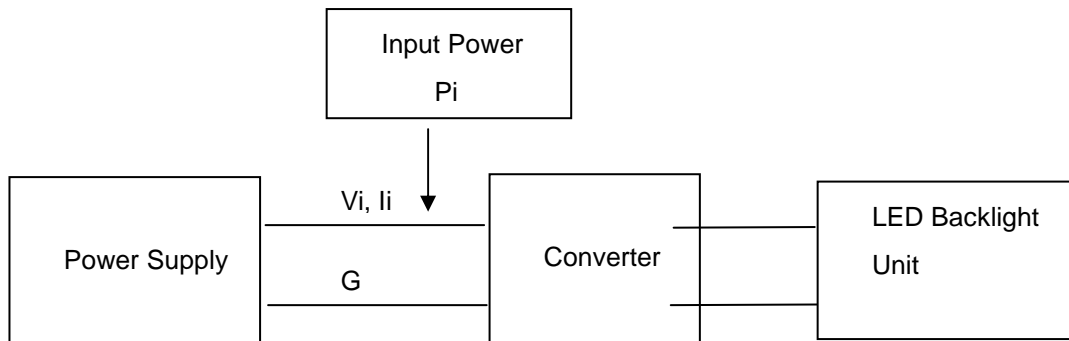 Input Power
Pi
Vi, Ii
Power Supply
G
Converter
LED Backlight
Unit